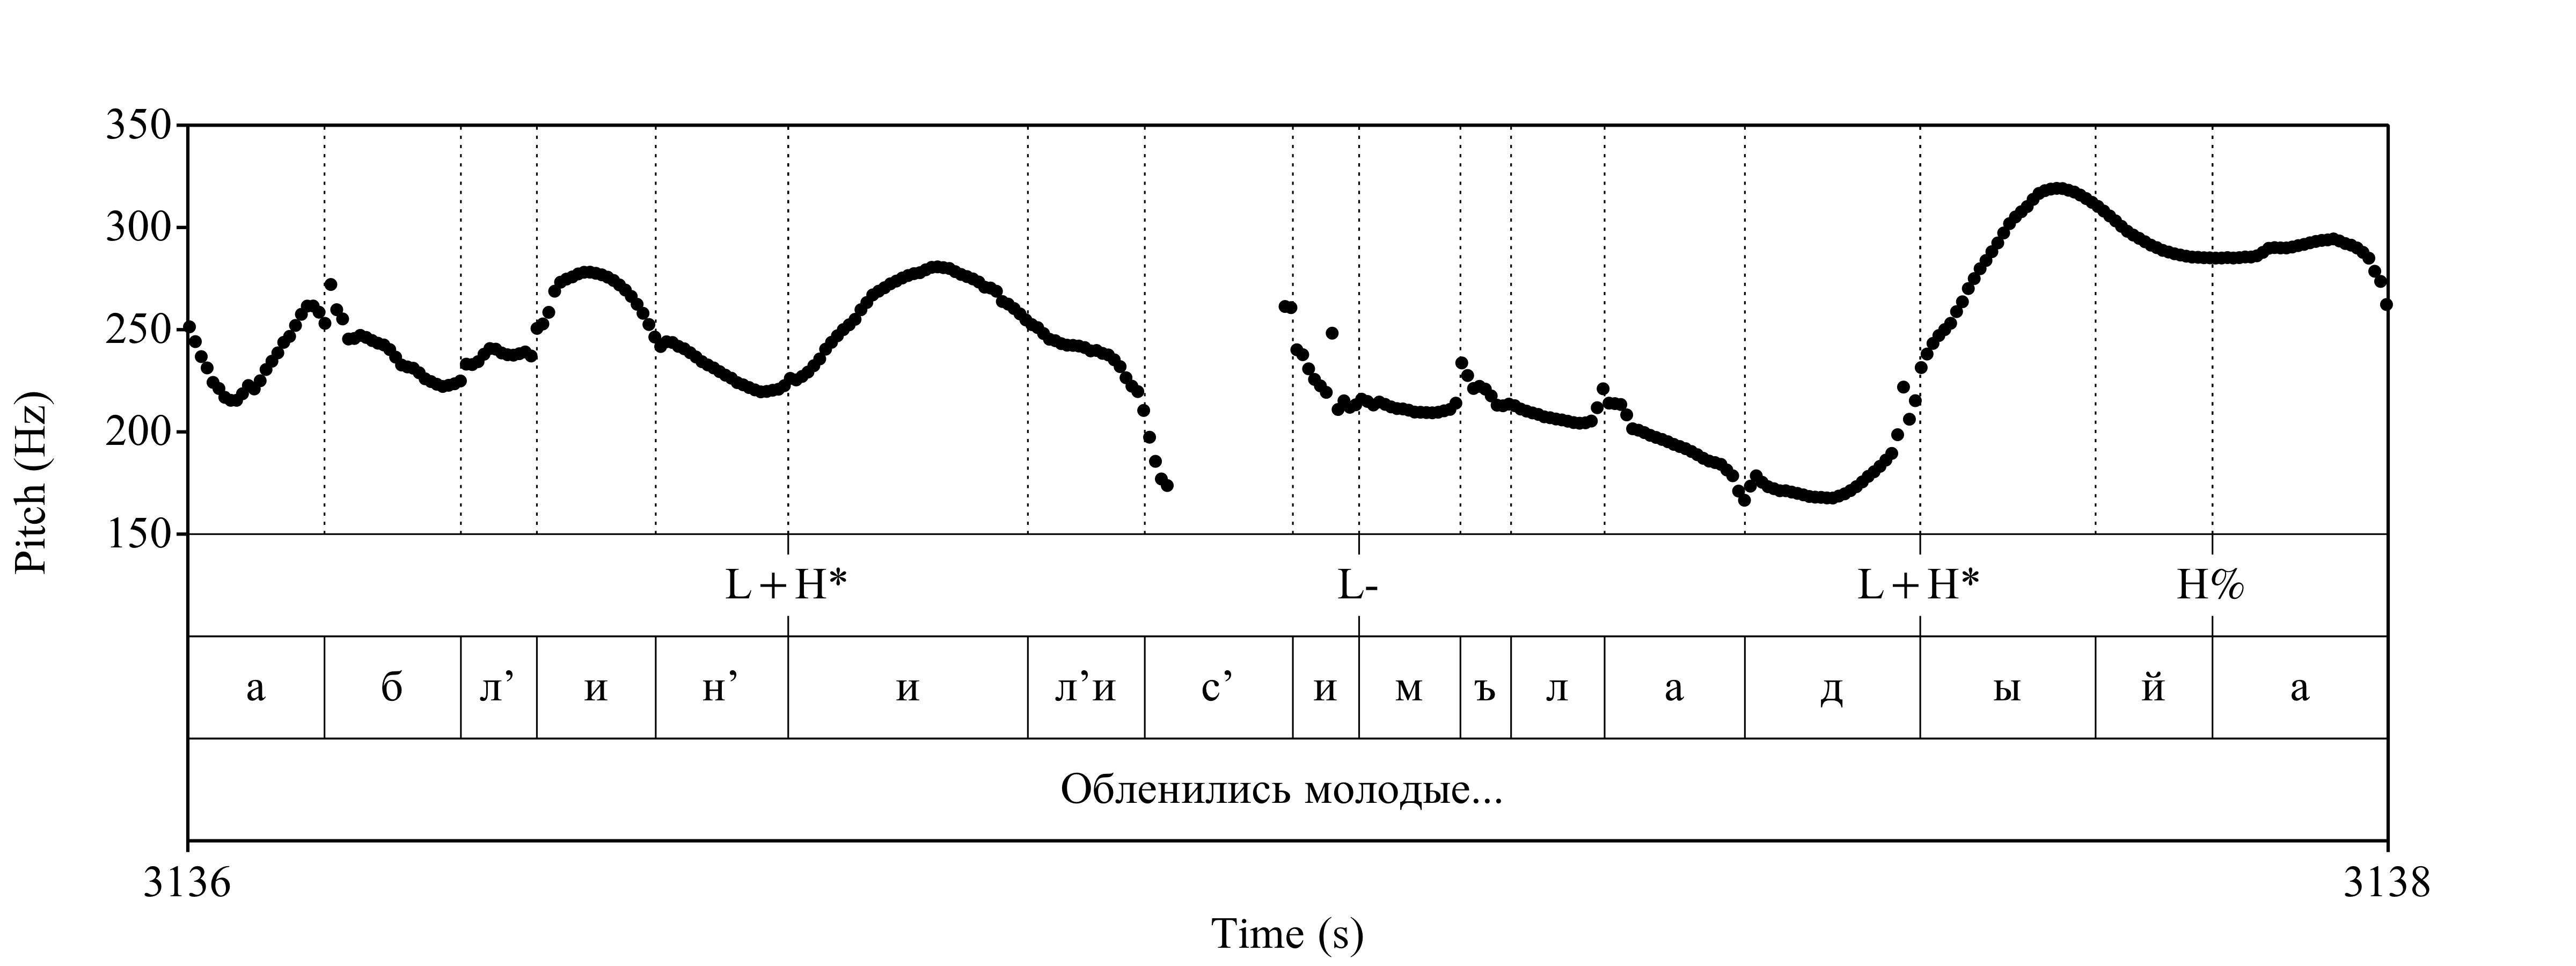 350
300
250
200
150
Pitch (Hz)
L+H* L- L+H* H%
а б л’ и н’ и л’и с’ и м ъ л а д ы й а
Обленились молодые...
3136 3138
Time (s)